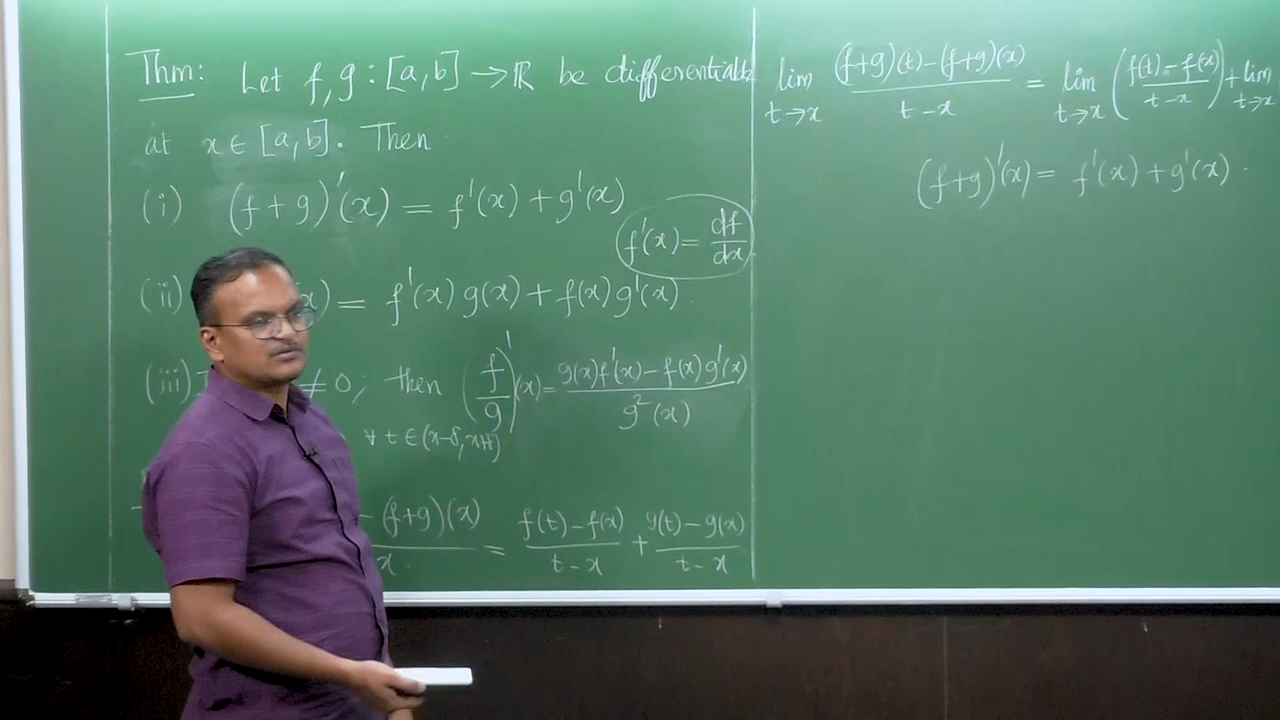 Thm: Let f,g : [a,b] → ℝ be differentiable
at x ∈ [a,b]. Then
(i) (f+g)'(x) = f'(x) + g'(x)
f'(x) = df/dx
(ii) x) = f'(x) g(x) + f(x) g'(x).
(iii) ≠ 0; then (f/g)'(x) = (g(x)f'(x) - f(x)g'(x))/(g²(x))
∀ t ∈ (x-δ, x+δ)
- (f+g)(x)/x. = (f(t) - f(x))/(t - x) + (g(t) - g(x))/(t - x)
lim t→x ((f+g)(t) - (f+g)(x))/(t - x) = lim t→x ((f(t) - f(x))/(t - x)) + lim t→x
(f+g)'(x) = f'(x) + g'(x).